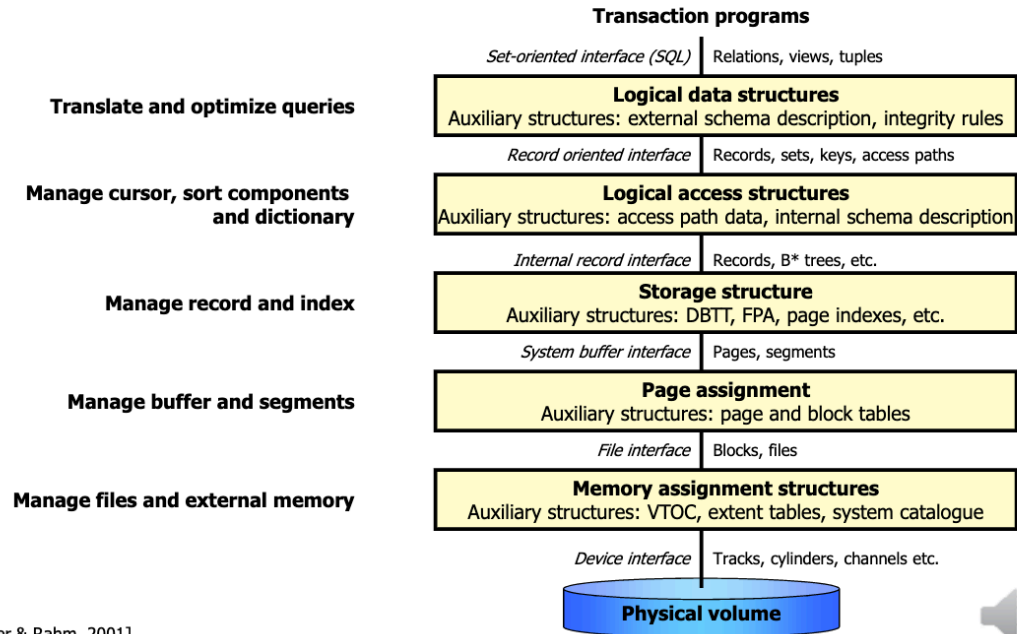 Transaction programs
Set-oriented interface (SQL) Relations, views, tuples
Translate and optimize queries
Logical data structures
Auxiliary structures: external schema description, integrity rules
Record oriented interface Records, sets, keys, access paths
Manage cursor, sort components
and dictionary
Logical access structures
Auxiliary structures: access path data, internal schema description
Internal record interface Records, B* trees, etc.
Manage record and index
Storage structure
Auxiliary structures: DBTT, FPA, page indexes, etc.
System buffer interface Pages, segments
Manage buffer and segments
Page assignment
Auxiliary structures: page and block tables
File interface Blocks, files
Manage files and external memory
Memory assignment structures
Auxiliary structures: VTOC, extent tables, system catalogue
Device interface Tracks, cylinders, channels etc.
Physical volume
& Rahm, 2001]